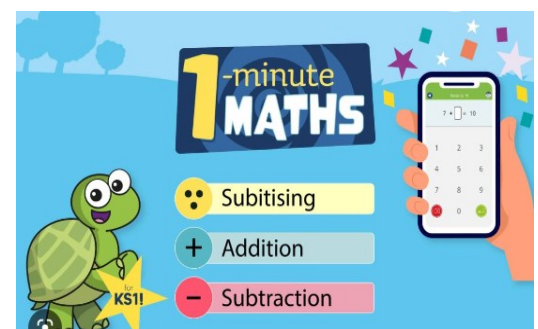 1-minute
MATHS
7 + = 10
1 2 3
4 5 6
7 8 9
0
Subitising
+ Addition
- Subtraction
for
KS1!